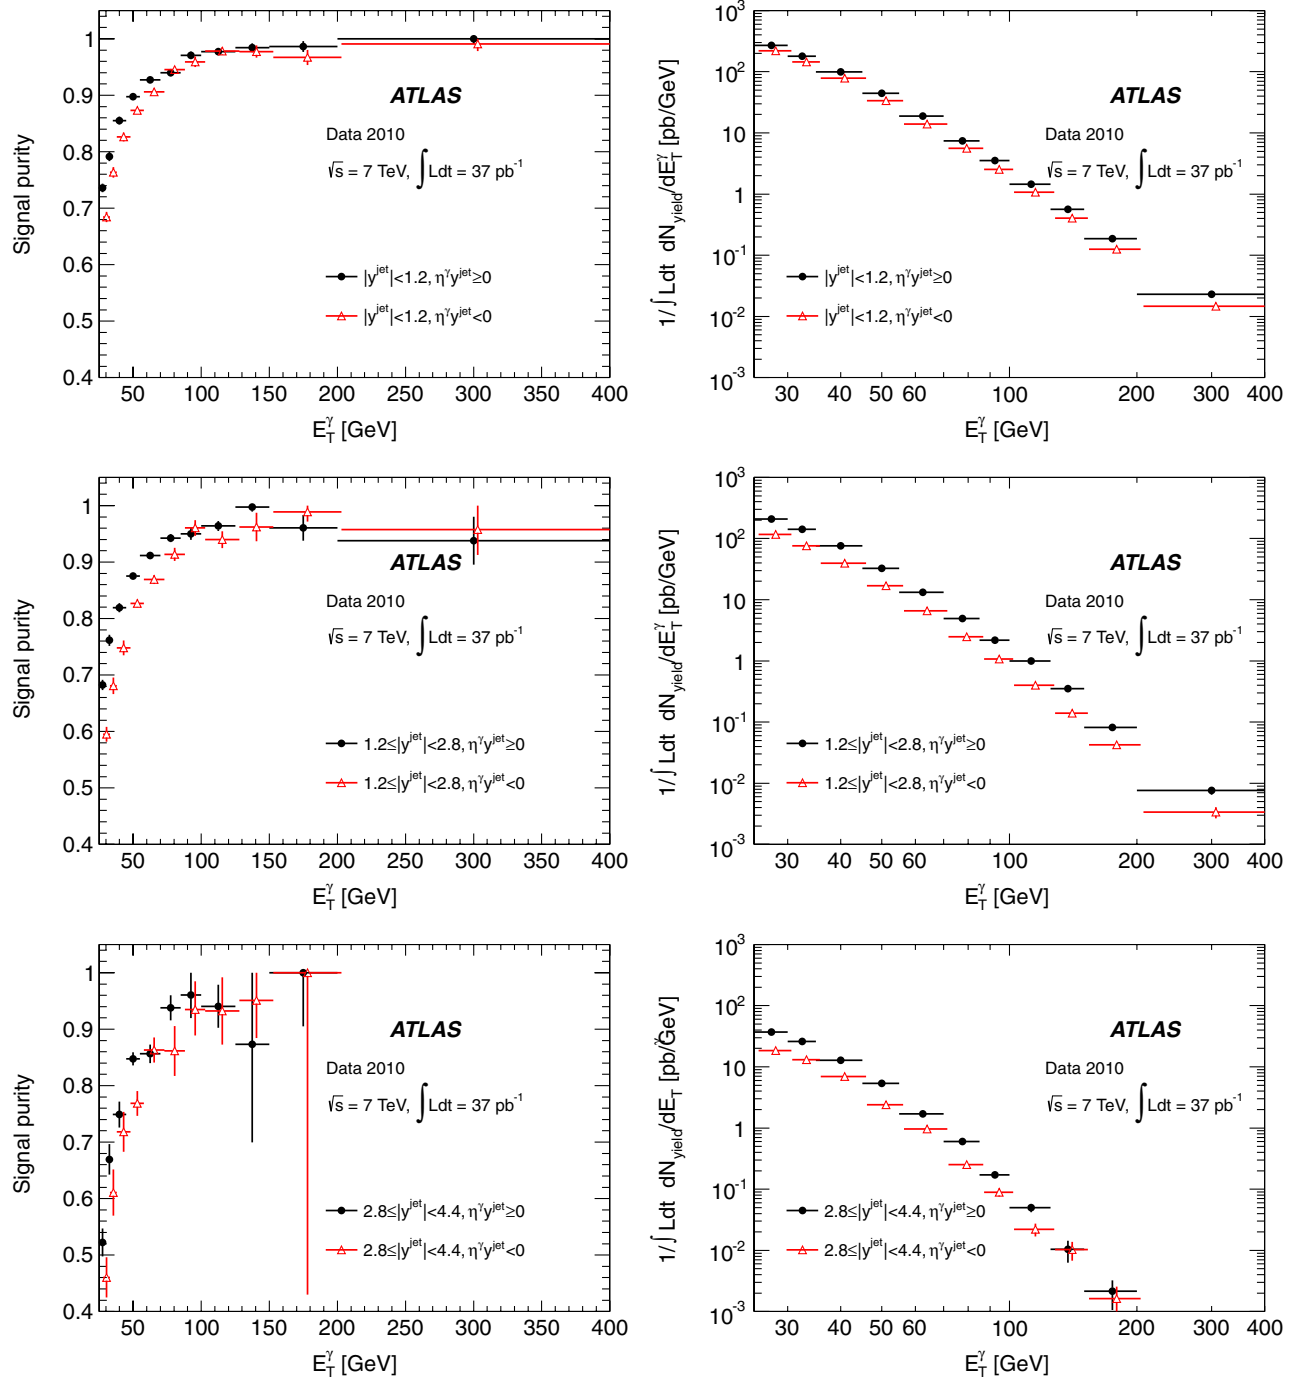 1
0.9
0.8
0.7
0.6
0.5
0.4
Signal purity
ATLAS
Data 2010
√s = 7 TeV, ∫Ldt = 37 pb⁻¹
|y^jet|<1.2, η^γy^jet≥0
|y^jet|<1.2, η^γy^jet<0
50 100 150 200 250 300 350 400
E_T^γ [GeV]
10³
10²
10
1
10⁻¹
10⁻²
10⁻³
1/∫Ldt dN_yield/dE_T^γ [pb/GeV]
ATLAS
Data 2010
√s = 7 TeV, ∫Ldt = 37 pb⁻¹
|y^jet|<1.2, η^γy^jet≥0
|y^jet|<1.2, η^γy^jet<0
30 40 50 60 100 200 300 400
E_T^γ [GeV]
1
0.9
0.8
0.7
0.6
0.5
0.4
Signal purity
ATLAS
Data 2010
√s = 7 TeV, ∫Ldt = 37 pb⁻¹
1.2≤|y^jet|<2.8, η^γy^jet≥0
1.2≤|y^jet|<2.8, η^γy^jet<0
50 100 150 200 250 300 350 400
E_T^γ [GeV]
10³
10²
10
1
10⁻¹
10⁻²
10⁻³
1/∫Ldt dN_yield/dE_T^γ [pb/GeV]
ATLAS
Data 2010
√s = 7 TeV, ∫Ldt = 37 pb⁻¹
1.2≤|y^jet|<2.8, η^γy^jet≥0
1.2≤|y^jet|<2.8, η^γy^jet<0
30 40 50 60 100 200 300 400
E_T^γ [GeV]
1
0.9
0.8
0.7
0.6
0.5
0.4
Signal purity
ATLAS
Data 2010
√s = 7 TeV, ∫Ldt = 37 pb⁻¹
2.8≤|y^jet|<4.4, η^γy^jet≥0
2.8≤|y^jet|<4.4, η^γy^jet<0
50 100 150 200 250 300 350 400
E_T^γ [GeV]
10³
10²
10
1
10⁻¹
10⁻²
10⁻³
1/∫Ldt dN_yield/dE_T^γ [pb/GeV]
ATLAS
Data 2010
√s = 7 TeV, ∫Ldt = 37 pb⁻¹
2.8≤|y^jet|<4.4, η^γy^jet≥0
2.8≤|y^jet|<4.4, η^γy^jet<0
30 40 50 60 100 200 300 400
E_T^γ [GeV]